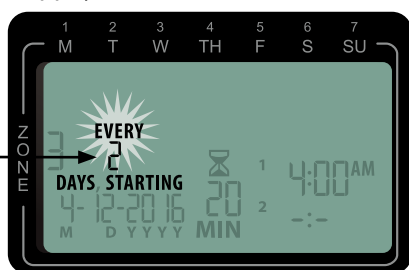 1 2 3 4 5 6 7
M T W TH F S SU
ZONE
3
EVERY
2
DAYS, STARTING
4-12-2016
M D YYYY
20
MIN
1 4:00AM
2 -:-